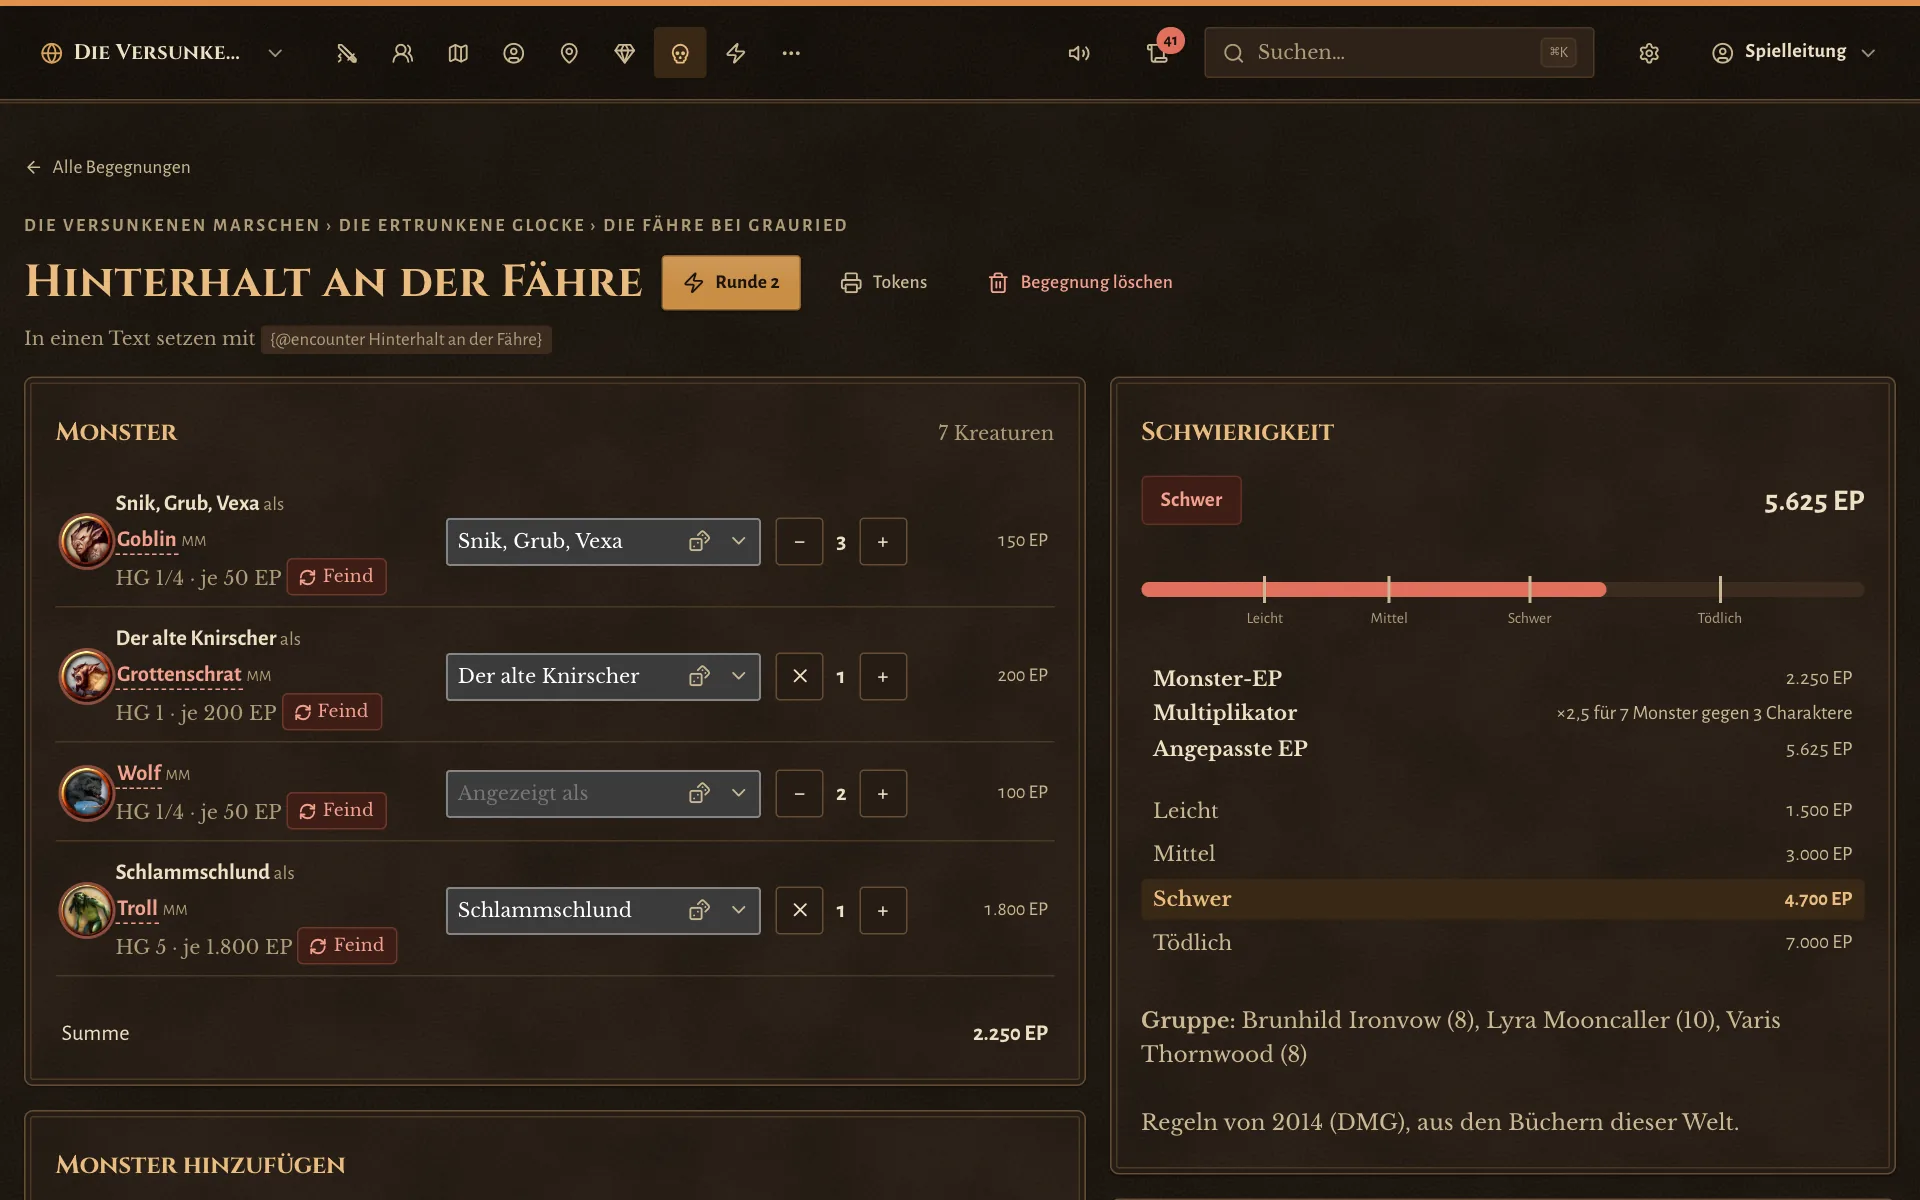 Die Versunke...
41
Suchen...
⌘K
Spielleitung
Alle Begegnungen
DIE VERSUNKENEN MARSCHEN › DIE ERTRUNKENE GLOCKE › DIE FÄHRE BEI GRAURIED
Hinterhalt an der Fähre
Runde 2
Tokens
Begegnung löschen
In einen Text setzen mit {@encounter Hinterhalt an der Fähre}
Monster
7 Kreaturen
Snik, Grub, Vexa als
Goblin MM
HG 1/4 · je 50 EP Feind
Snik, Grub, Vexa
− 3 +
150 EP
Der alte Knirscher als
Grottenschrat MM
HG 1 · je 200 EP Feind
Der alte Knirscher
× 1 +
200 EP
Wolf MM
HG 1/4 · je 50 EP Feind
Angezeigt als
− 2 +
100 EP
Schlammschlund als
Troll MM
HG 5 · je 1.800 EP Feind
Schlammschlund
× 1 +
1.800 EP
Summe
2.250 EP
Monster hinzufügen
Schwierigkeit
Schwer
5.625 EP
Leicht Mittel Schwer Tödlich
Monster-EP 2.250 EP
Multiplikator ×2,5 für 7 Monster gegen 3 Charaktere
Angepasste EP 5.625 EP
Leicht 1.500 EP
Mittel 3.000 EP
Schwer 4.700 EP
Tödlich 7.000 EP
Gruppe: Brunhild Ironvow (8), Lyra Mooncaller (10), Varis
Thornwood (8)
Regeln von 2014 (DMG), aus den Büchern dieser Welt.